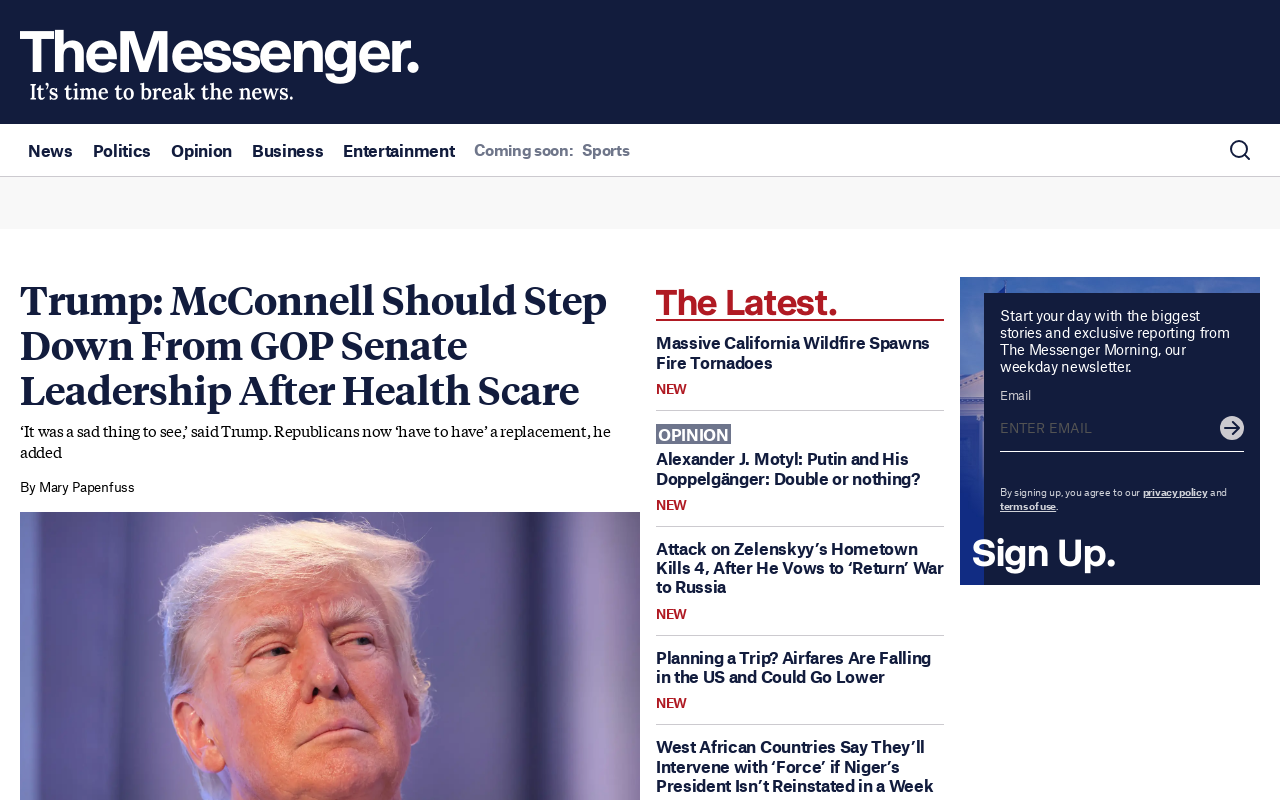 TheMessenger.
It's time to break the news.
News Politics Opinion Business Entertainment Coming soon: Sports
Trump: McConnell Should Step
Down From GOP Senate
Leadership After Health Scare
‘It was a sad thing to see,’ said Trump. Republicans now ‘have to have’ a replacement, he
added
By Mary Papenfuss
The Latest.
Massive California Wildfire Spawns
Fire Tornadoes
NEW
OPINION
Alexander J. Motyl: Putin and His
Doppelgänger: Double or nothing?
NEW
Attack on Zelenskyy’s Hometown
Kills 4, After He Vows to ‘Return’ War
to Russia
NEW
Planning a Trip? Airfares Are Falling
in the US and Could Go Lower
NEW
West African Countries Say They’ll
Intervene with ‘Force’ if Niger’s
President Isn’t Reinstated in a Week
Start your day with the biggest
stories and exclusive reporting from
The Messenger Morning, our
weekday newsletter.
Email
ENTER EMAIL
By signing up, you agree to our privacy policy and
terms of use.
Sign Up.